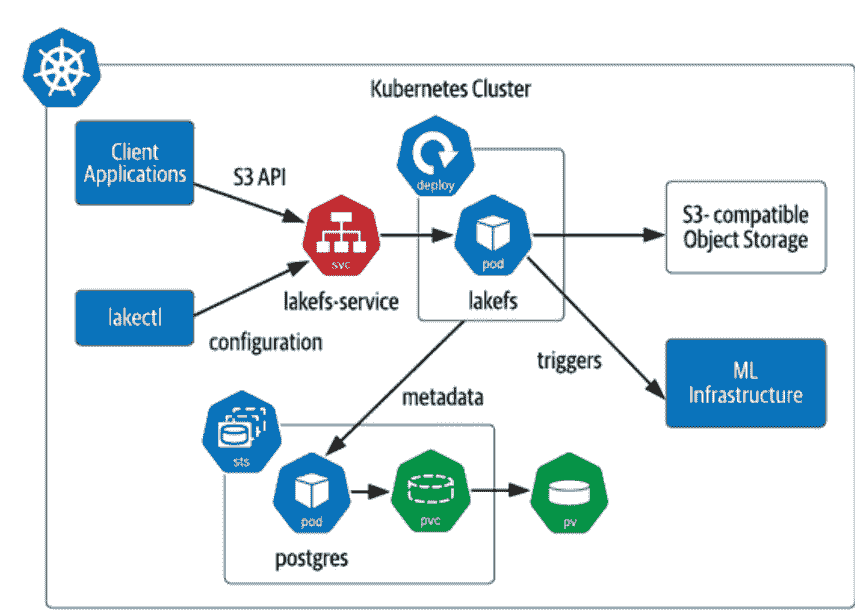 Kubernetes Cluster
Client
Applications
S3 API
deploy
svc
pod
S3- compatible
Object Storage
lakefs-service
lakefs
lakectl
configuration
triggers
ML
Infrastructure
metadata
sts
pod
pvc
pv
postgres